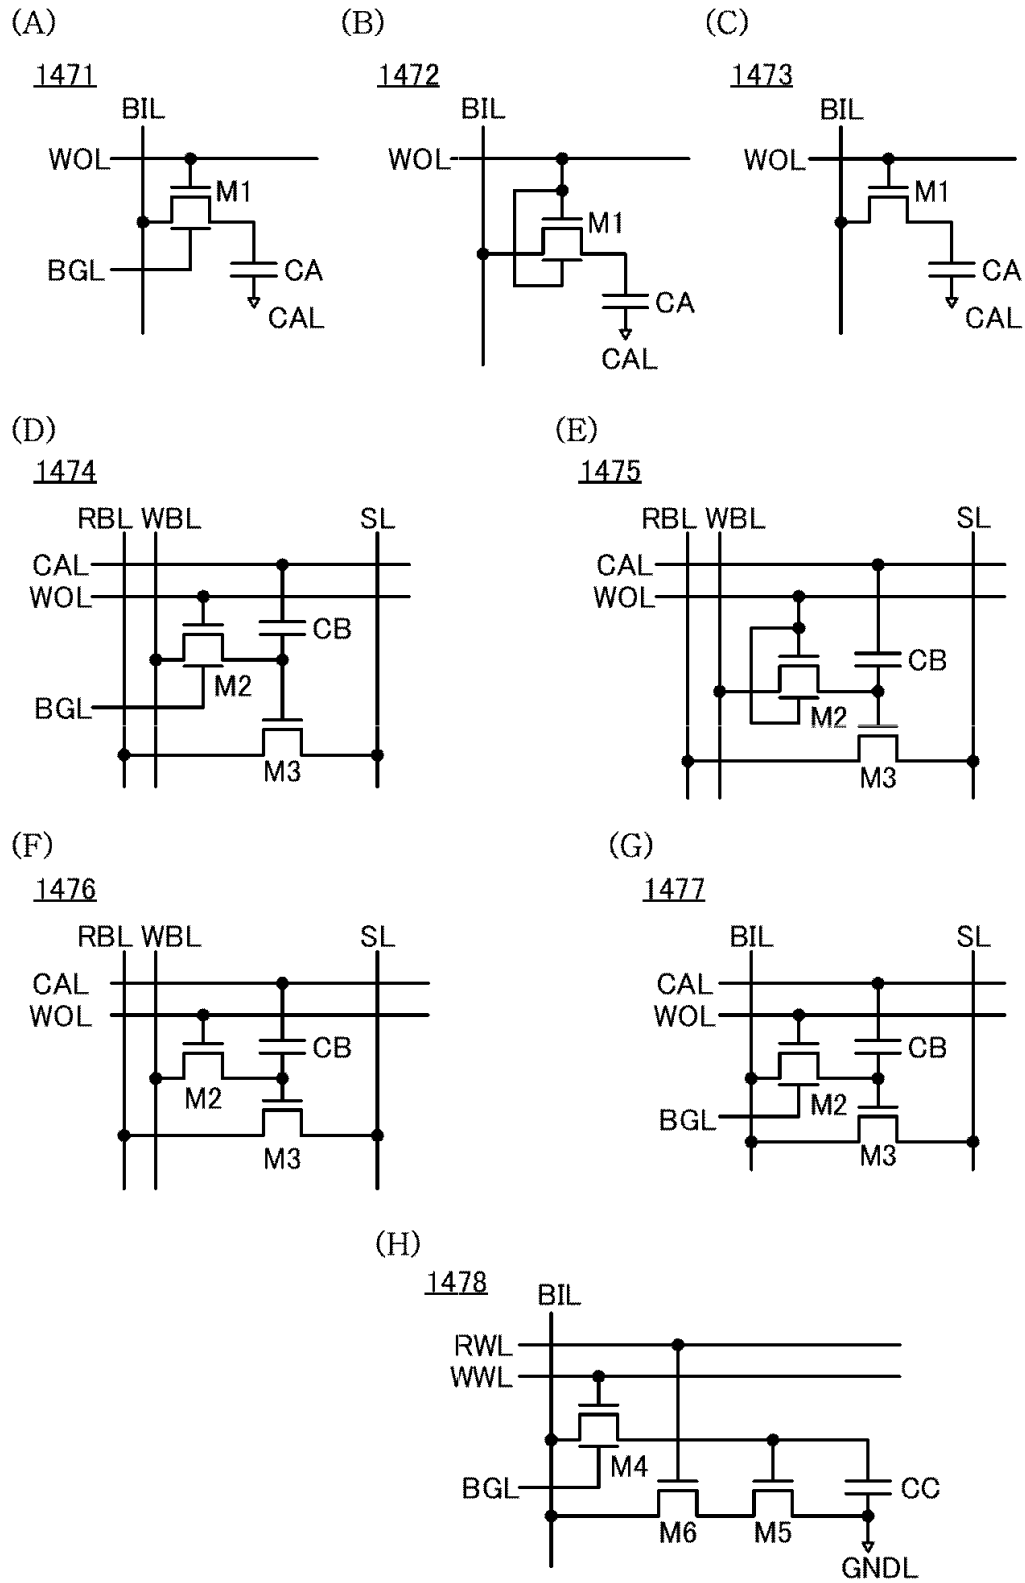 (A)
1471
BIL
WOL
M1
BGL
CA
CAL
(B)
1472
BIL
WOL
M1
CA
CAL
(C)
1473
BIL
WOL
M1
CA
CAL
(D)
1474
RBL WBL SL
CAL
WOL
CB
M2
BGL
M3
(E)
1475
RBL WBL SL
CAL
WOL
CB
M2
M3
(F)
1476
RBL WBL SL
CAL
WOL
CB
M2
M3
(G)
1477
BIL SL
CAL
WOL
CB
M2
BGL
M3
(H)
1478
BIL
RWL
WWL
M4
BGL
CC
M6 M5
GNDL